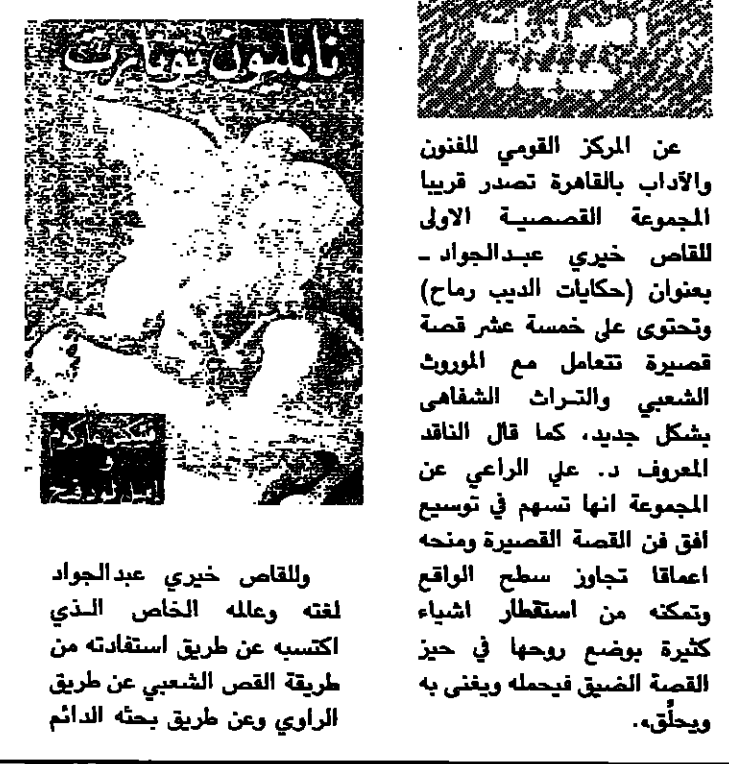 اصدارات
جديدة
عن المركز القومي للفنون
والآداب بالقاهرة تصدر قريبا
المجموعة القصصية الاولى
للقاص خيري عبدالجواد ـ
بعنوان (حكايات الديب رماح)
وتحتوى على خمسة عشر قصة
قصيرة تتعامل مع الموروث
الشعبي والتراث الشفاهى
بشكل جديد، كما قال الناقد
المعروف د. علي الراعي عن
المجموعة انها تسهم في توسيع
افق فن القصة القصيرة ومنحه
اعماقا تجاوز سطح الواقع
وتمكنه من استقطار اشياء
كثيرة بوضع روحها في حيز
القصة الضيق فيحمله ويغنى به
ويحلَّق».
نابليون بونابرت
و
وللقاص خيري عبدالجواد
لغته وعالمه الخاص الذي
اكتسبه عن طريق استفادته من
طريقة القص الشعبي عن طريق
الراوي وعن طريق بحثه الدائم